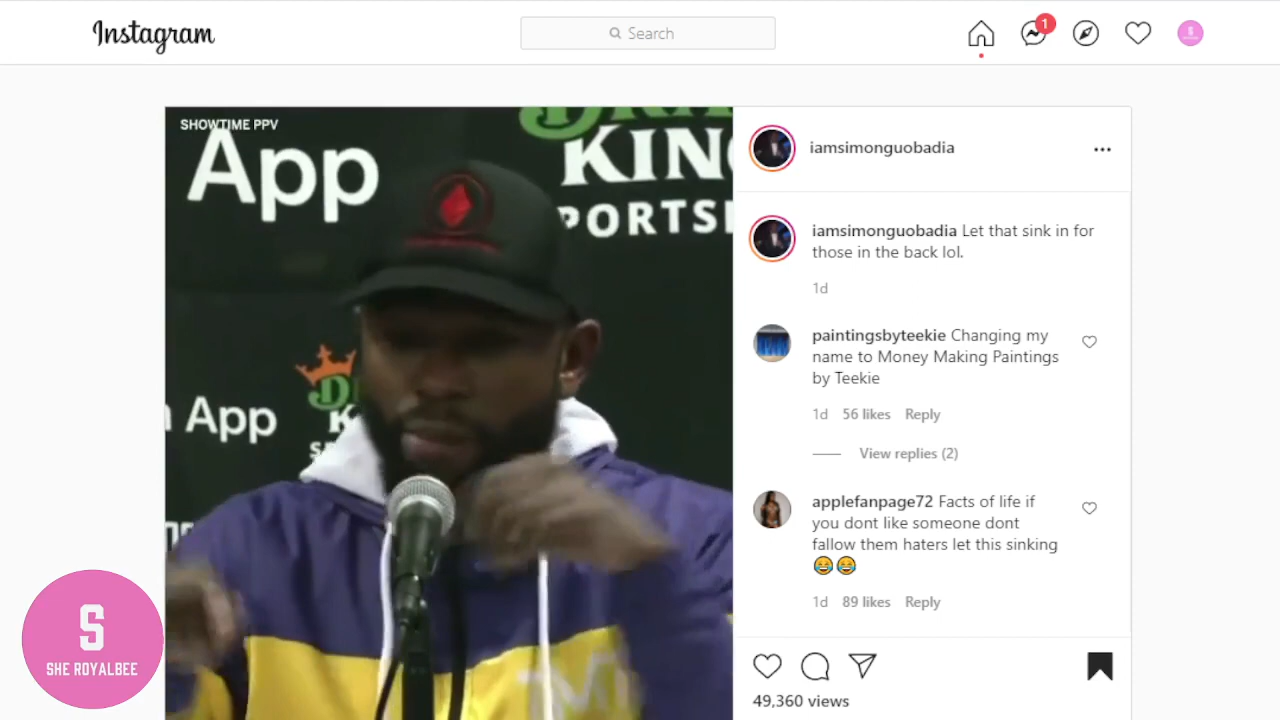 Instagram
Search
1
SHOWTIME PPV
App
KING
PORTS
App
iamsimonguobadia
iamsimonguobadia Let that sink in for
those in the back lol.
1d
paintingsbyteekie Changing my
name to Money Making Paintings
by Teekie
1d 56 likes Reply
View replies (2)
applefanpage72 Facts of life if
you dont like someone dont
fallow them haters let this sinking
😂😂
1d 89 likes Reply
49,360 views
S
SHE ROYALBEE